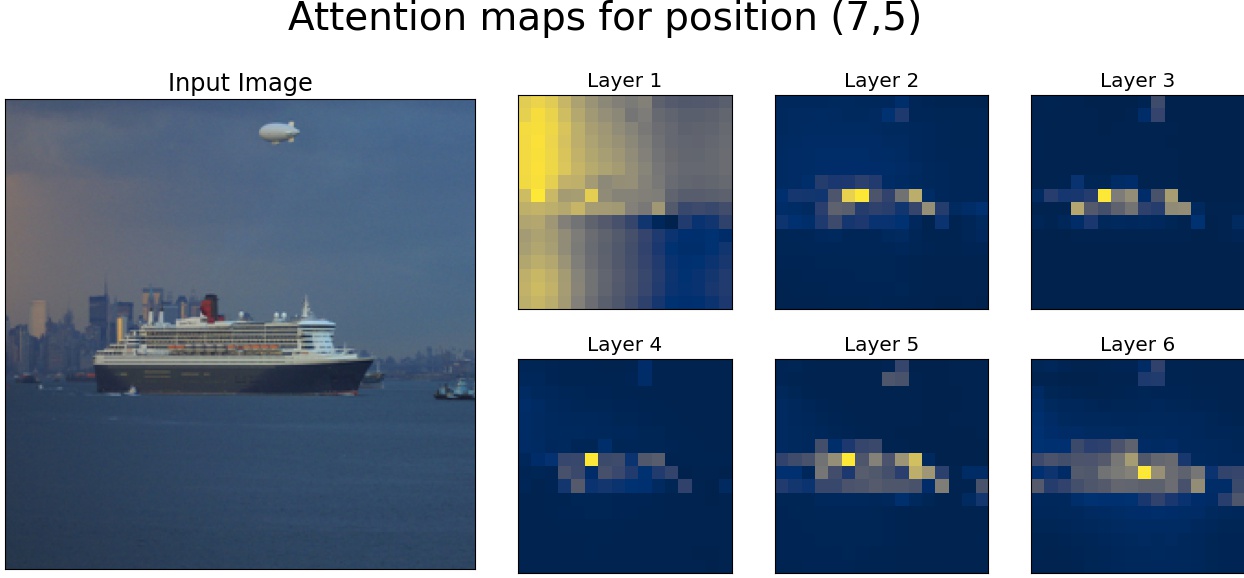 Attention maps for position (7,5)
Input Image
Layer 1
Layer 2
Layer 3
Layer 4
Layer 5
Layer 6